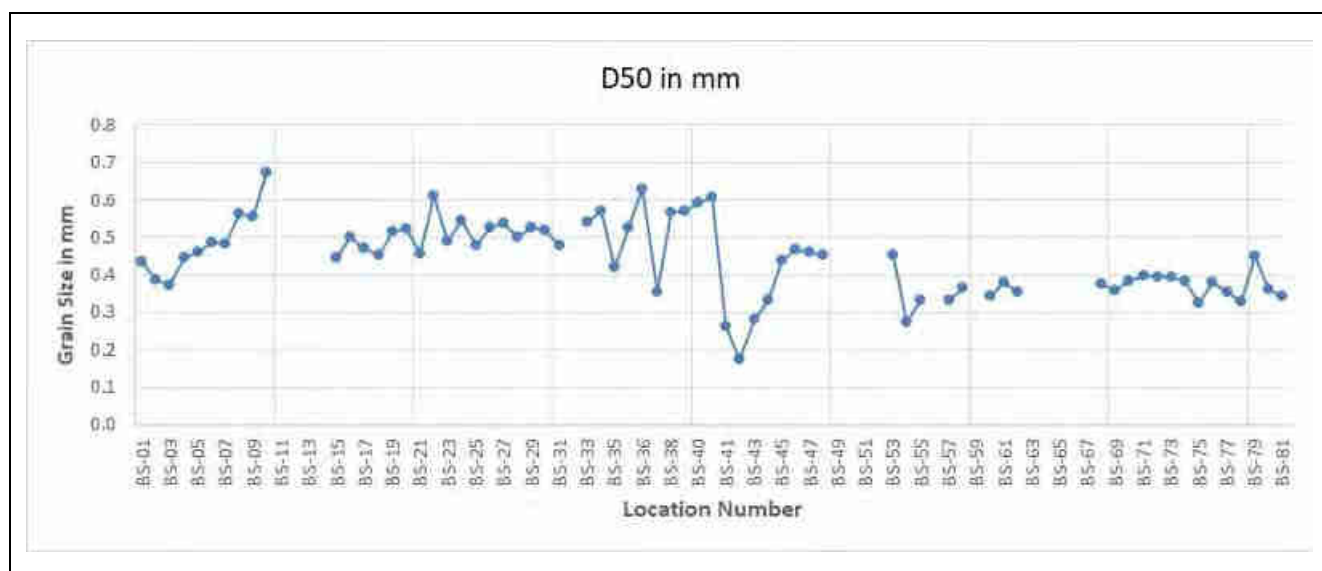 D50 in mm
0.8
0.7
0.6
0.5
0.4
0.3
0.2
0.1
0.0
Grain Size in mm
BS-01
BS-03
BS-05
BS-07
BS-09
BS-11
BS-13
BS-15
BS-17
BS-19
BS-21
BS-23
BS-25
BS-27
BS-29
BS-31
BS-33
BS-35
BS-36
BS-38
BS-40
BS-41
BS-43
BS-45
BS-47
BS-49
BS-51
BS-53
BS-55
BS-57
BS-59
BS-61
BS-63
BS-65
BS-67
BS-69
BS-71
BS-73
BS-75
BS-77
BS-79
BS-81
Location Number